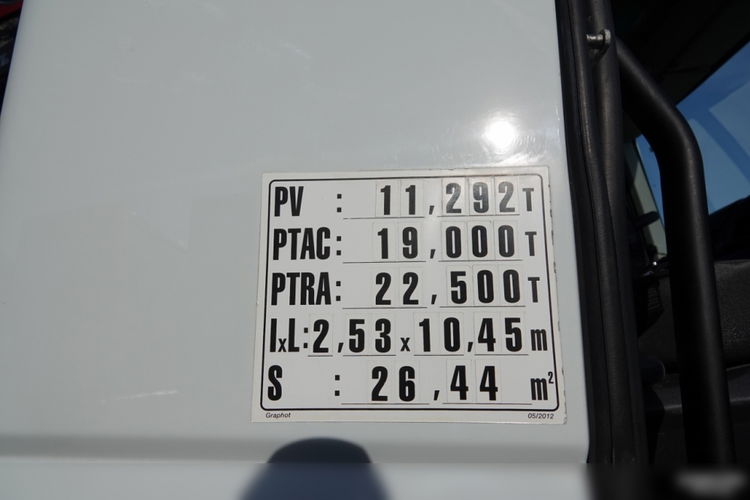 PV : 11,292 T
PTAC: 19,000 T
PTRA: 22,500 T
lxL: 2,53 x 10,45 m
S : 26,44 m²
Graphot 05/2012